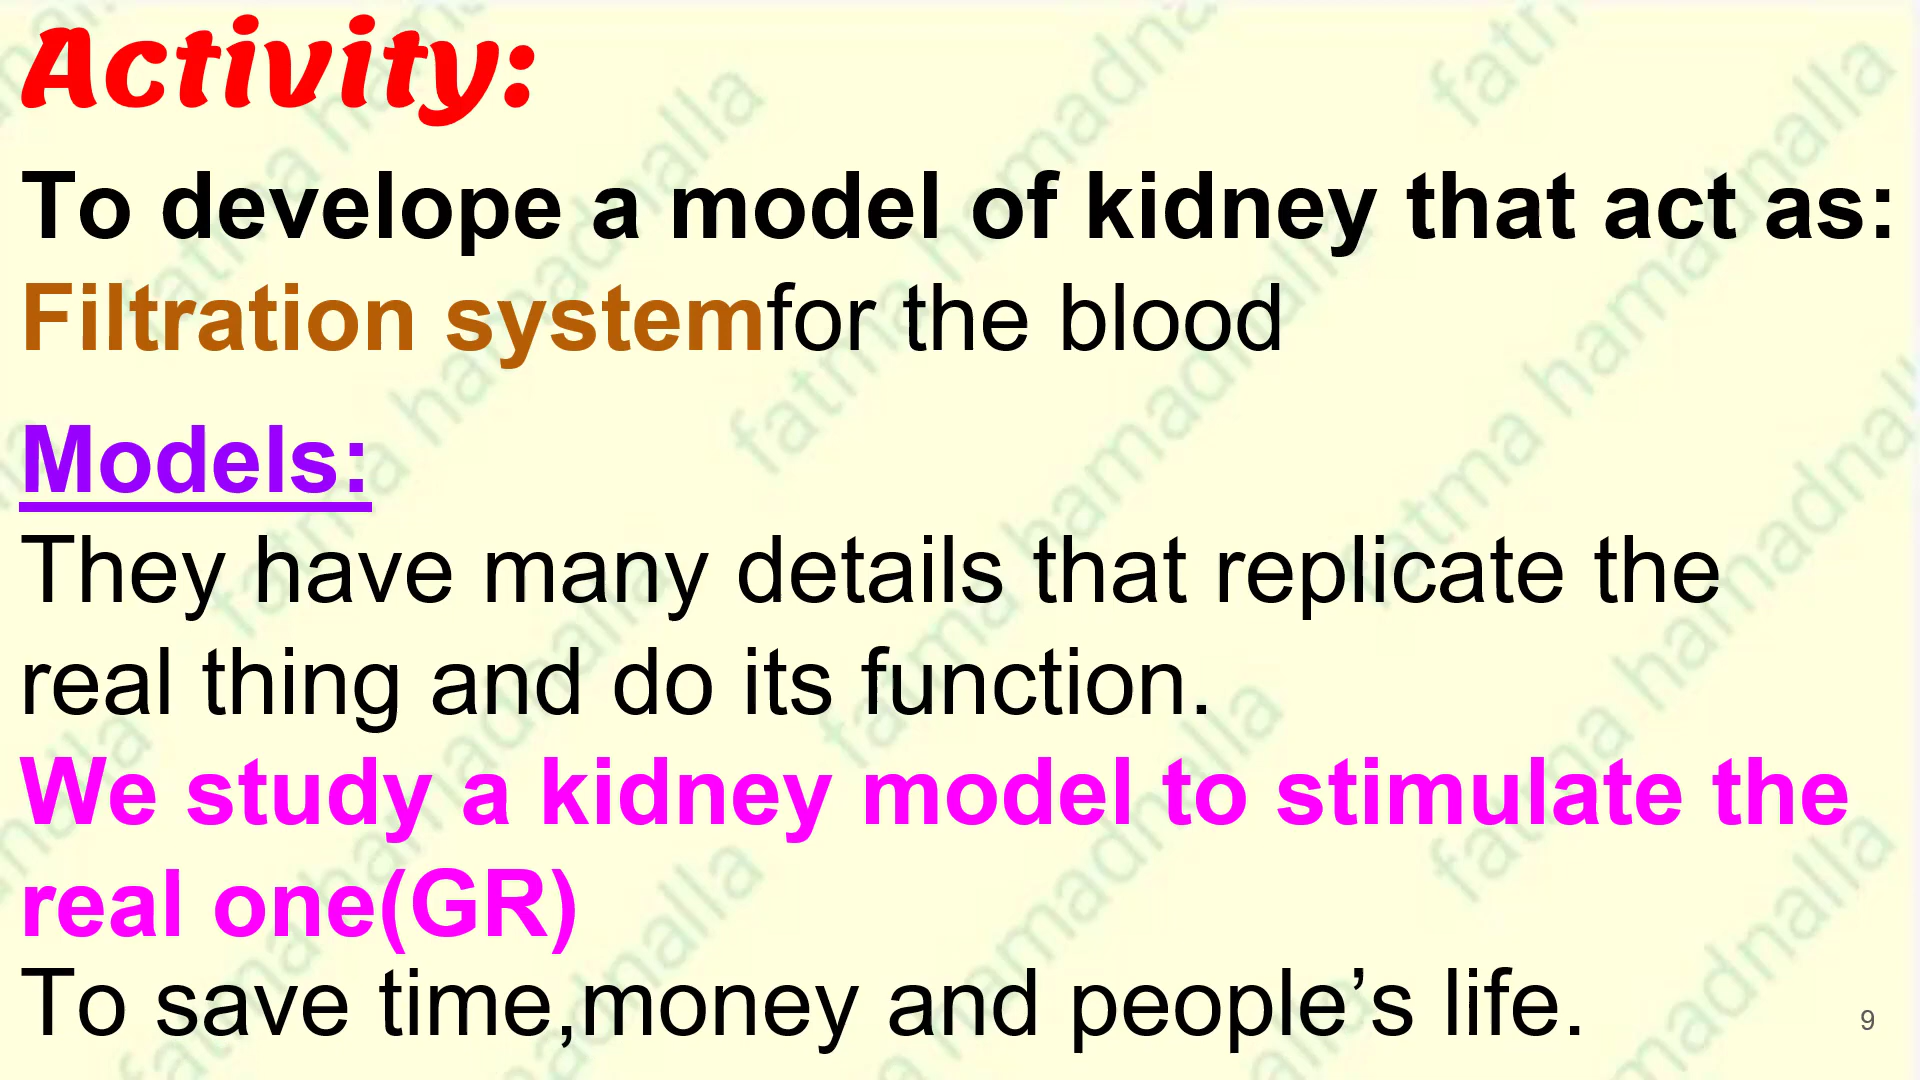 Activity:
To develope a model of kidney that act as:
Filtration systemfor the blood
Models:
They have many details that replicate the
real thing and do its function.
We study a kidney model to stimulate the
real one(GR)
To save time,money and people’s life.
9
fatma hamadnalla